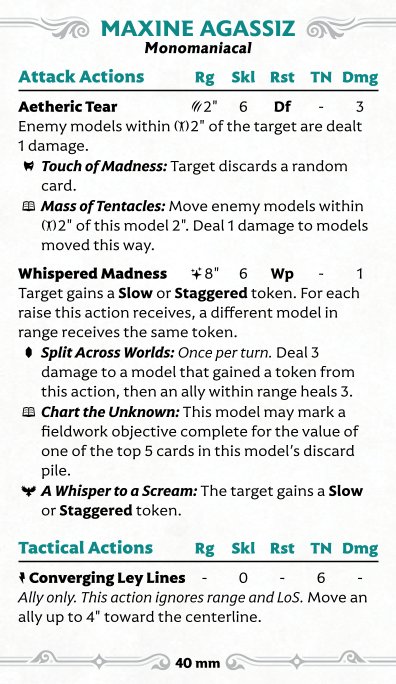 MAXINE AGASSIZ
Monomaniacal
Attack Actions Rg Skl Rst TN Dmg
Aetheric Tear 2" 6 Df - 3
Enemy models within 2" of the target are dealt
1 damage.
Touch of Madness: Target discards a random
card.
Mass of Tentacles: Move enemy models within
2" of this model 2". Deal 1 damage to models
moved this way.
Whispered Madness 8" 6 Wp - 1
Target gains a Slow or Staggered token. For each
raise this action receives, a different model in
range receives the same token.
Split Across Worlds: Once per turn. Deal 3
damage to a model that gained a token from
this action, then an ally within range heals 3.
Chart the Unknown: This model may mark a
fieldwork objective complete for the value of
one of the top 5 cards in this model's discard
pile.
A Whisper to a Scream: The target gains a Slow
or Staggered token.
Tactical Actions Rg Skl Rst TN Dmg
Converging Ley Lines - 0 - 6 -
Ally only. This action ignores range and LoS. Move an
ally up to 4" toward the centerline.
40 mm